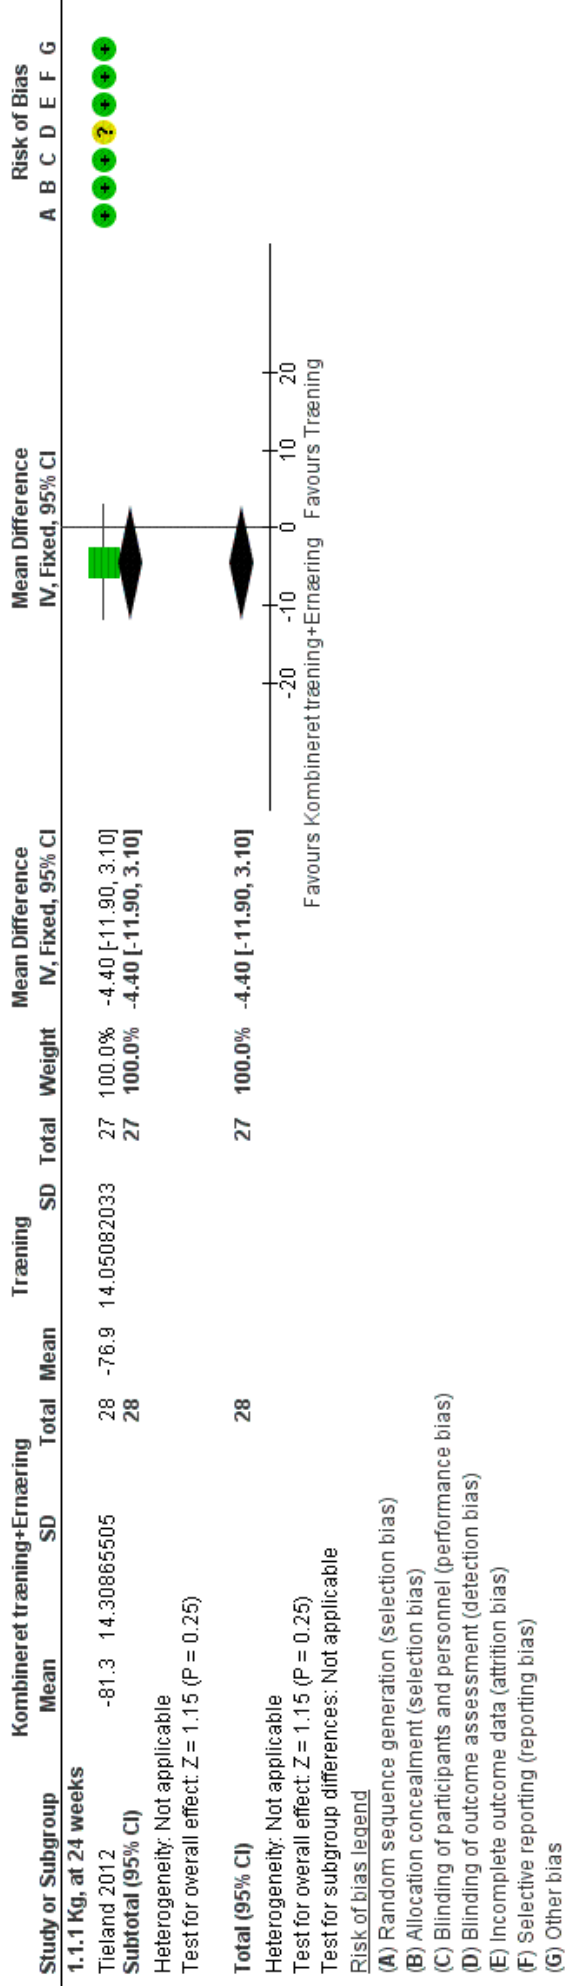 Kombineret træning+Ernæring Træning Mean Difference Mean Difference Risk of Bias
Study or Subgroup Mean SD Total Mean SD Total Weight IV, Fixed, 95% CI IV, Fixed, 95% CI A B C D E F G
1.1.1 Kg, at 24 weeks
Tieland 2012 -81.3 14.30865505 28 -76.9 14.05082033 27 100.0% -4.40 [-11.90, 3.10] + + + ? + + +
Subtotal (95% CI) 28 27 100.0% -4.40 [-11.90, 3.10]
Heterogeneity: Not applicable
Test for overall effect: Z = 1.15 (P = 0.25)
Total (95% CI) 28 27 100.0% -4.40 [-11.90, 3.10]
Heterogeneity: Not applicable
-20 -10 0 10 20
Test for overall effect: Z = 1.15 (P = 0.25)
Favours Kombineret træning+Ernæring Favours Træning
Test for subgroup differences: Not applicable
Risk of bias legend
(A) Random sequence generation (selection bias)
(B) Allocation concealment (selection bias)
(C) Blinding of participants and personnel (performance bias)
(D) Blinding of outcome assessment (detection bias)
(E) Incomplete outcome data (attrition bias)
(F) Selective reporting (reporting bias)
(G) Other bias